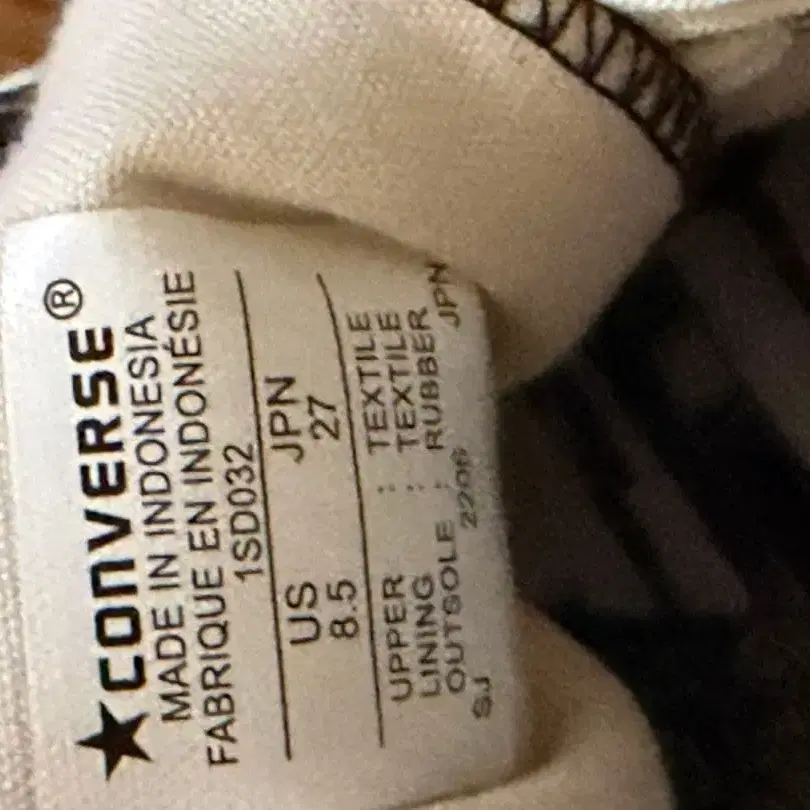 ★CONVERSE®
MADE IN INDONESIA
FABRIQUE EN INDONÉSIE
1SD032
US JPN
8.5 27
UPPER : TEXTILE
LINING : TEXTILE
OUTSOLE : RUBBER
SJ 2206 JPN